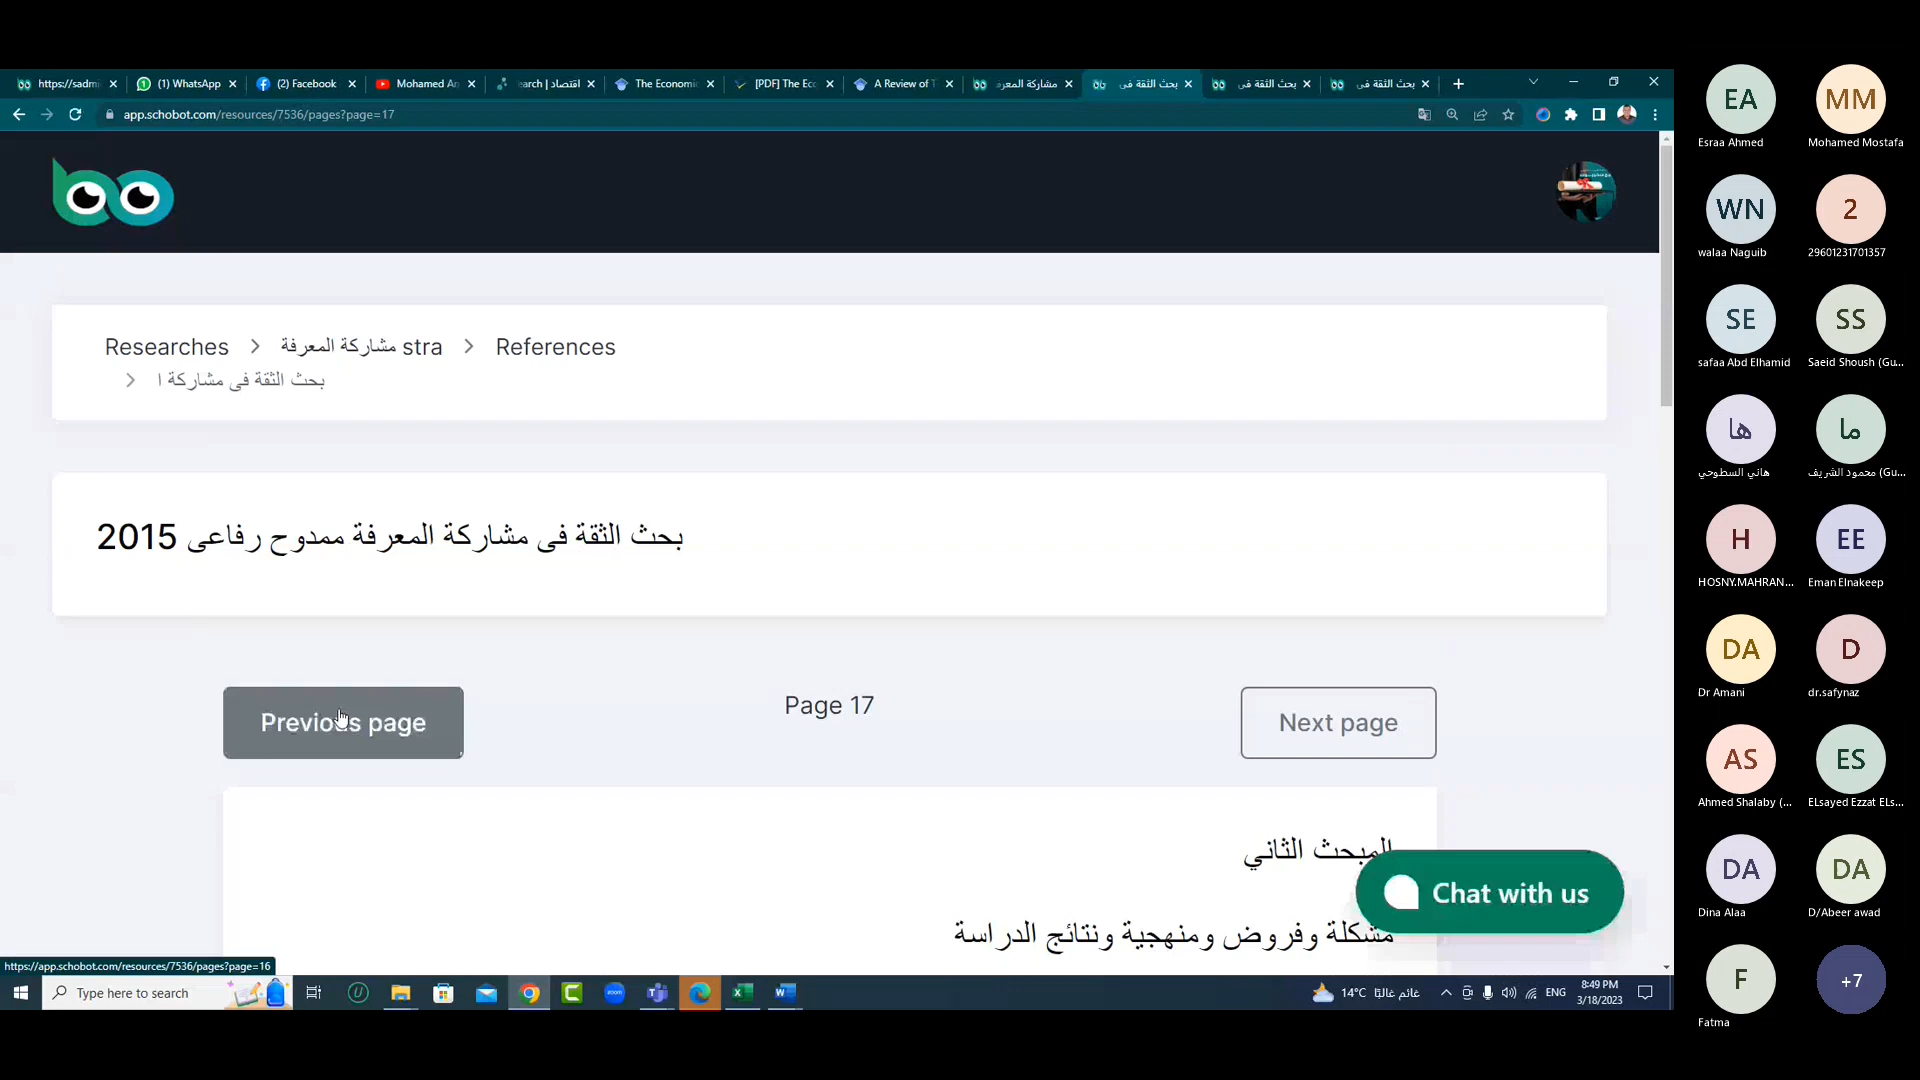 https://sadmi
(1) WhatsApp
(2) Facebook
Mohamed An
earch | اقتصاد
The Economic
[PDF] The Eco
A Review of T
مشاركة المعرف
بحث الثقة فى
بحث الثقة فى
بحث الثقة فى
app.schobot.com/resources/7536/pages?page=17
Researches > مشاركة المعرفة stra > References
> بحث الثقة فى مشاركة ا
بحث الثقة فى مشاركة المعرفة ممدوح رفاعى 2015
Previous page
Page 17
Next page
المبحث الثاني
مشكلة وفروض ومنهجية ونتائج الدراسة
Chat with us
https://app.schobot.com/resources/7536/pages?page=16
Type here to search
zoom
14°C غائم غالبًا
ENG
8:49 PM
3/18/2023
EA
Esraa Ahmed
MM
Mohamed Mostafa
WN
walaa Naguib
2
29601231701357
SE
safaa Abd Elhamid
SS
Saeid Shoush (Gu...
ها
هاني السطوحي
ما
محمود الشريف (Gu...
H
HOSNY.MAHRAN...
EE
Eman Elnakeep
DA
Dr Amani
D
dr.safynaz
AS
Ahmed Shalaby (...
ES
ELsayed Ezzat ELs...
DA
Dina Alaa
DA
D/Abeer awad
F
Fatma
+7